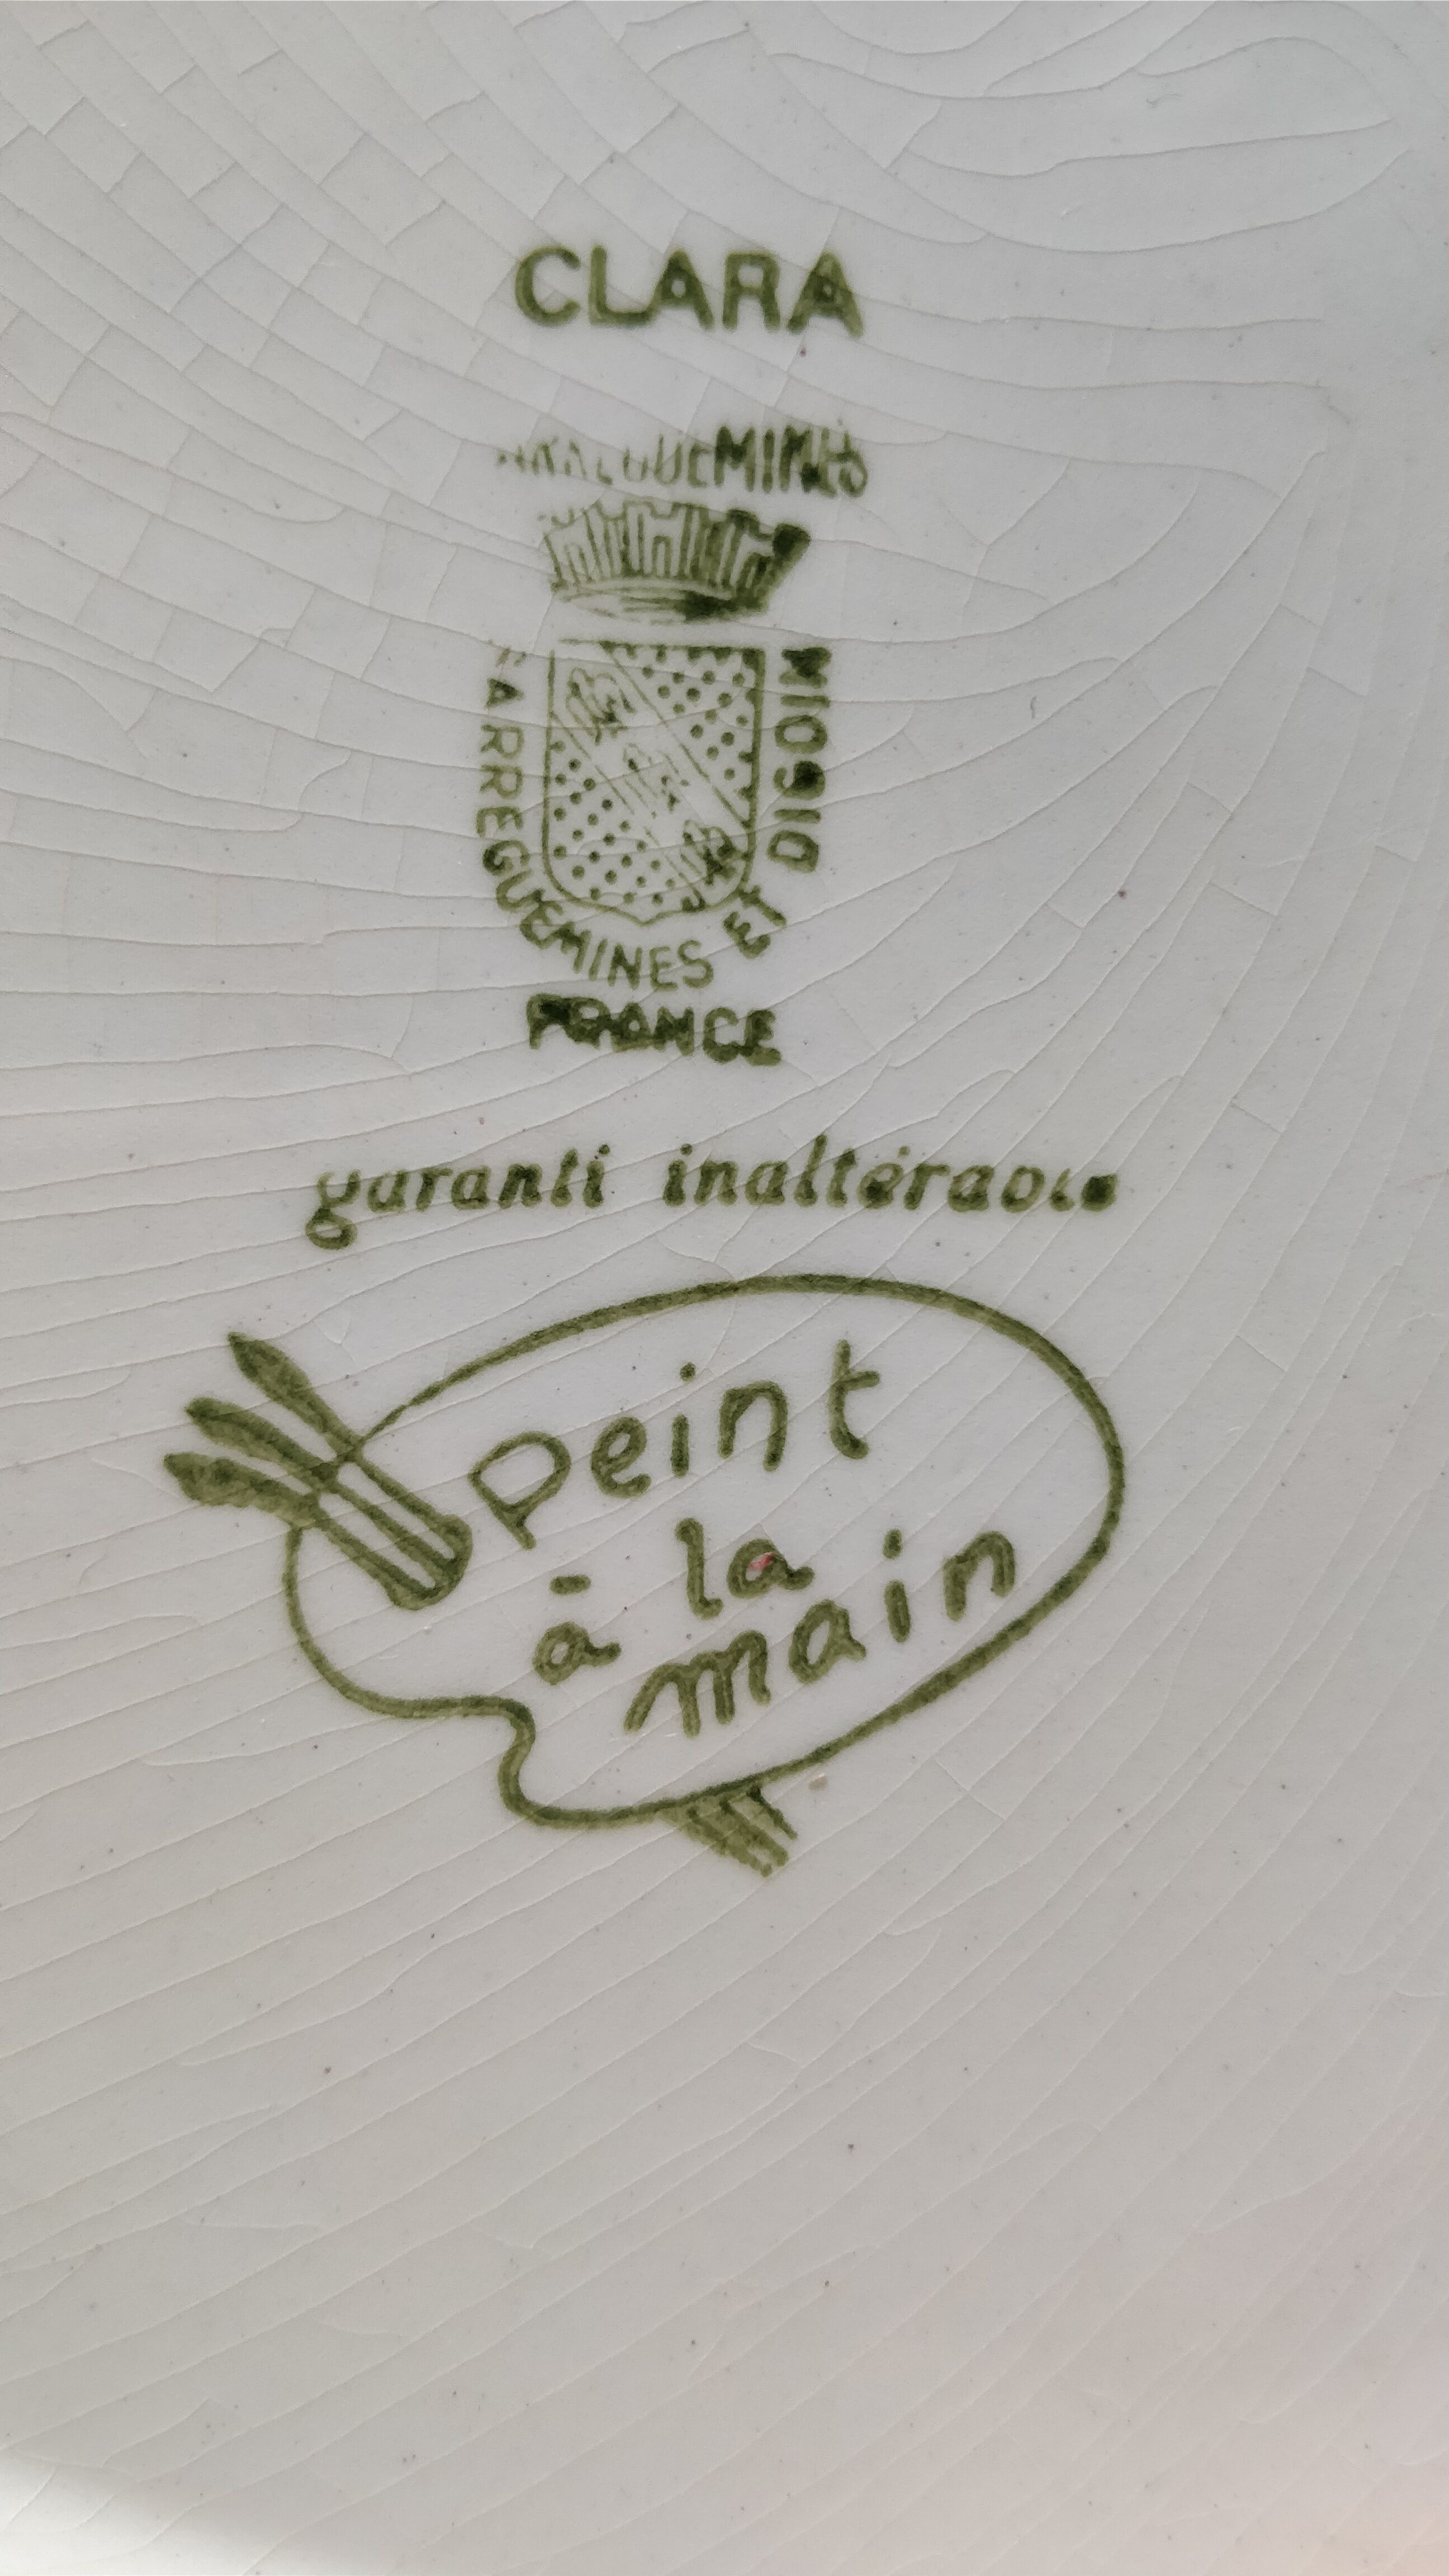 CLARA
SARREGUEMINES
SARREGUEMINES ET DIGOIN
FRANCE
garanti inaltérable
Peint
à la
main